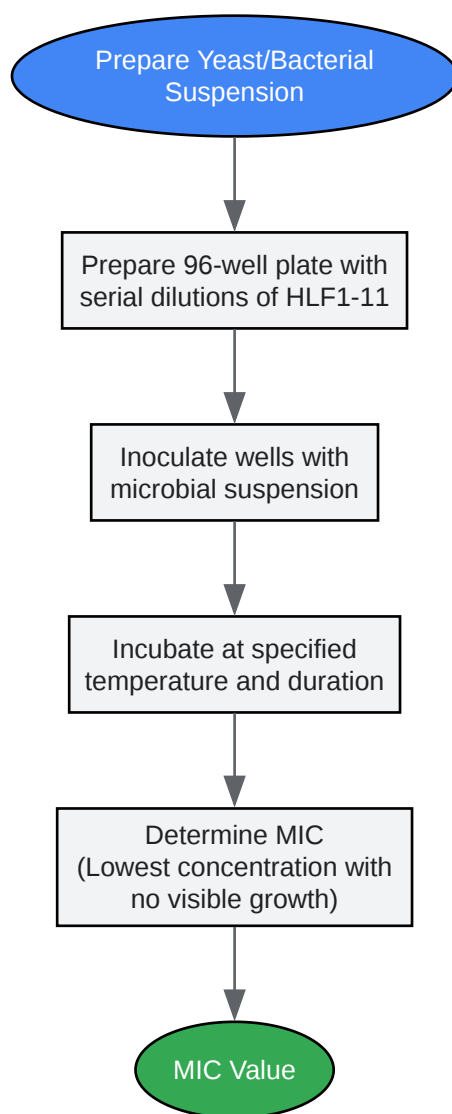 Prepare Yeast/Bacterial
Suspension
Prepare 96-well plate with
serial dilutions of HLF1-11
Inoculate wells with
microbial suspension
Incubate at specified
temperature and duration
Determine MIC
(Lowest concentration with
no visible growth)
MIC Value